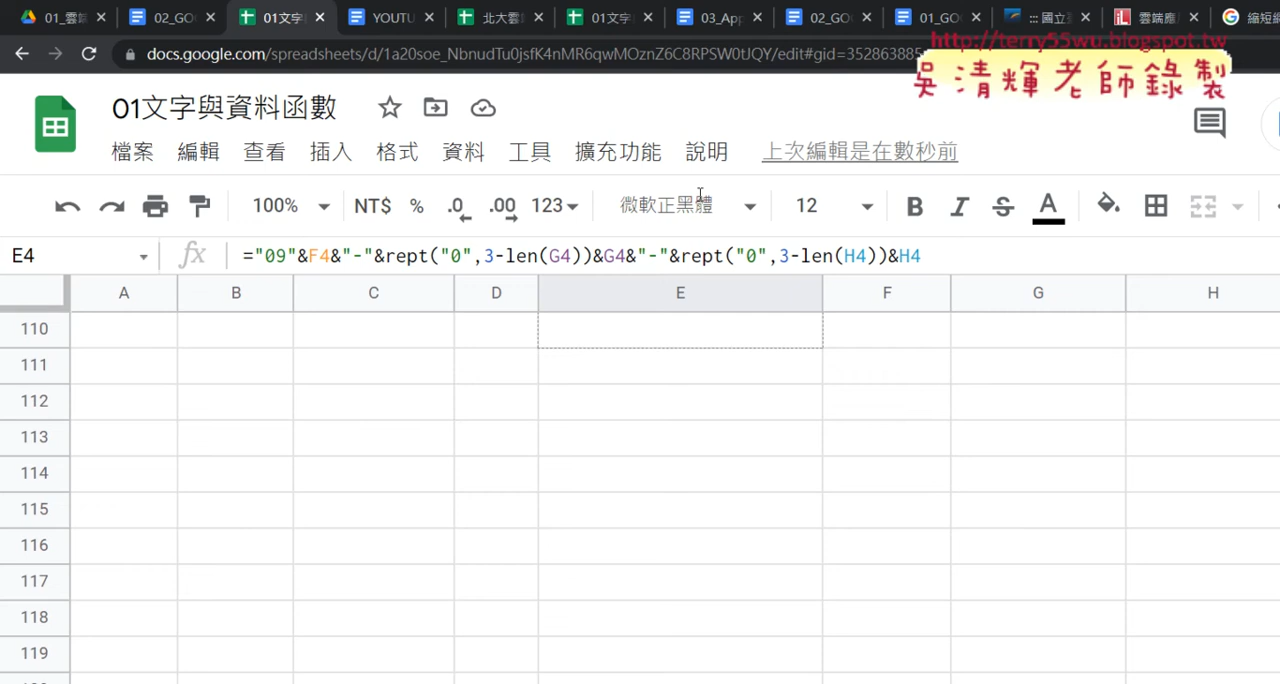 01_雲端
02_GO
01文字
YOUTU
北大雲
01文字
03_App
02_GO
01_GO
::: 國立
雲端應
縮短網
docs.google.com/spreadsheets/d/1a20soe_NbnudTu0jsfK4nMR6qwMOznZ6C8RPSW0tJQY/edit#gid=352863885
http://terry55wu.blogspot.tw
吳清輝老師錄製
01文字與資料函數
檔案 編輯 查看 插入 格式 資料 工具 擴充功能 說明 上次編輯是在數秒前
100% NT$ % .0 .00 123 微軟正黑體 12 B I S A
E4 fx ="09"&F4&"-"&rept("0",3-len(G4))&G4&"-"&rept("0",3-len(H4))&H4
A B C D E F G H
110
111
112
113
114
115
116
117
118
119